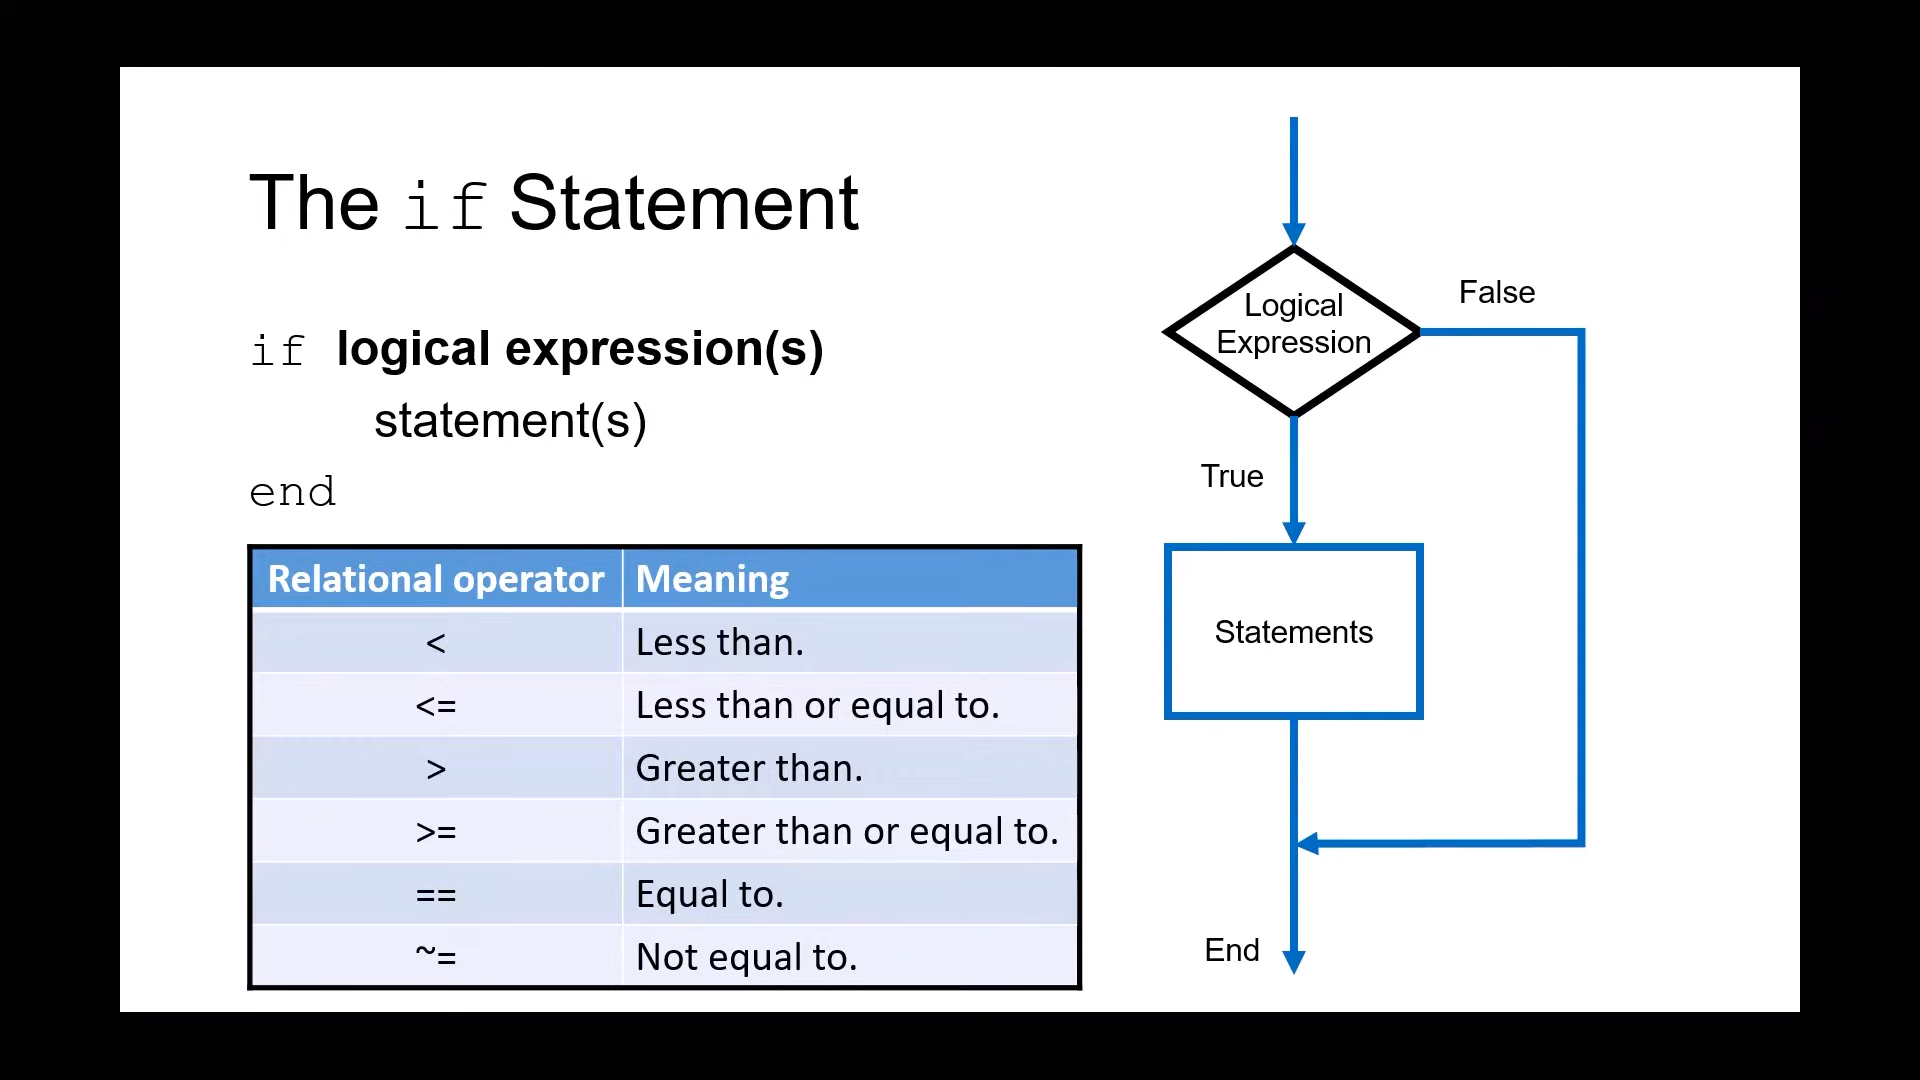 The if Statement
if logical expression(s)
statement(s)
end
Relational operator Meaning
< Less than.
<= Less than or equal to.
> Greater than.
>= Greater than or equal to.
== Equal to.
~= Not equal to.
Logical
Expression
False
True
Statements
End